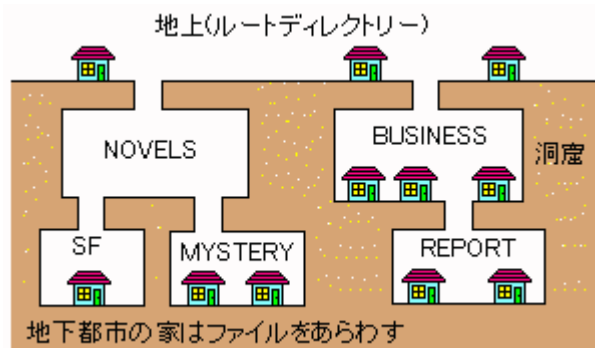 地上(ルートディレクトリー)
NOVELS
BUSINESS
洞窟
SF
MYSTERY
REPORT
地下都市の家はファイルをあらわす